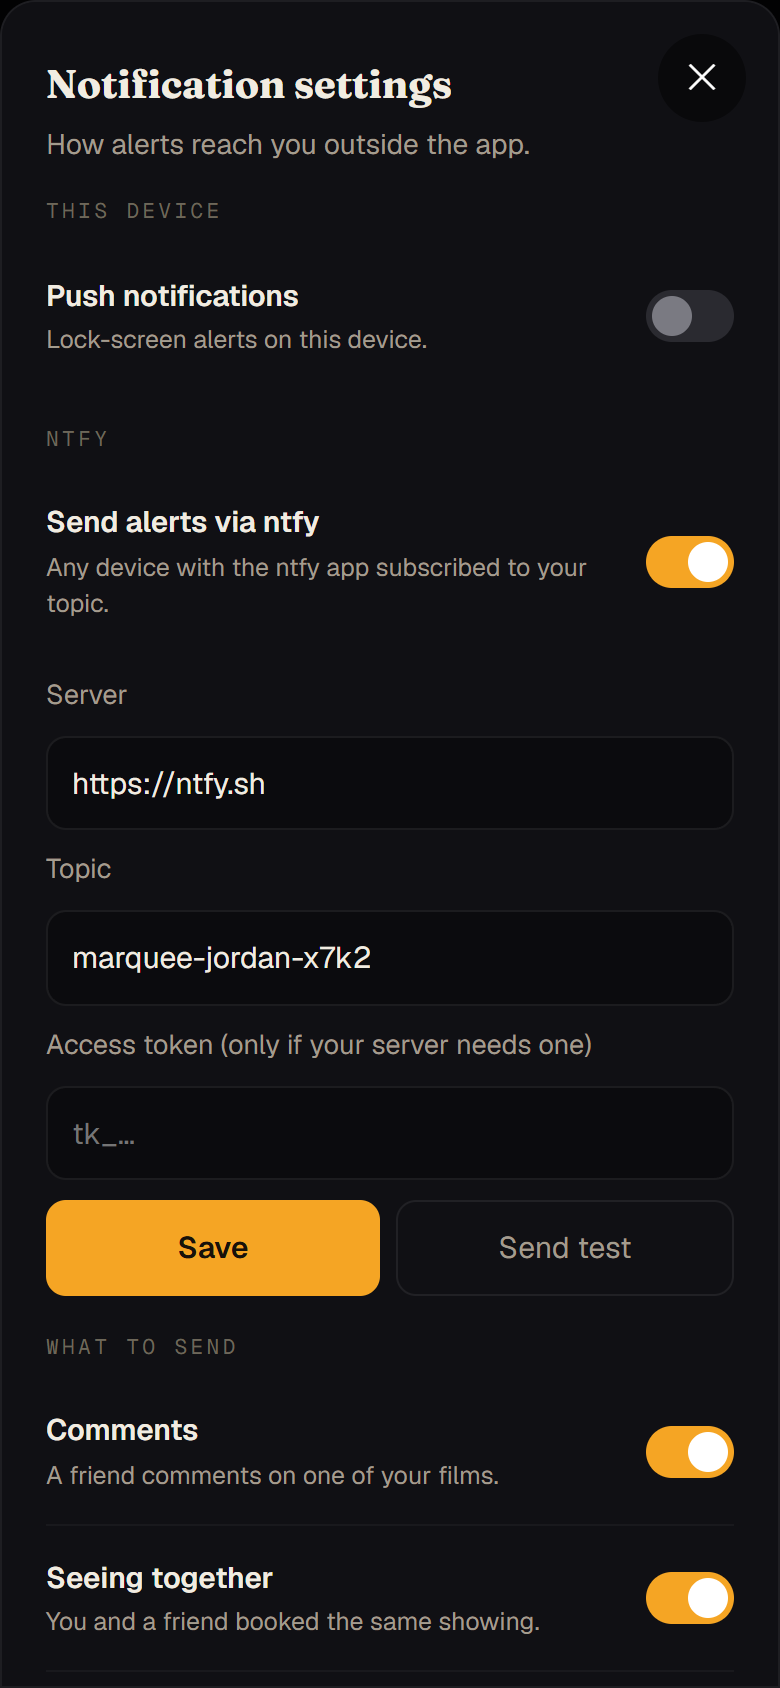 Notification settings
How alerts reach you outside the app.
THIS DEVICE
Push notifications
Lock-screen alerts on this device.
NTFY
Send alerts via ntfy
Any device with the ntfy app subscribed to your
topic.
Server
https://ntfy.sh
Topic
marquee-jordan-x7k2
Access token (only if your server needs one)
tk_…
Save
Send test
WHAT TO SEND
Comments
A friend comments on one of your films.
Seeing together
You and a friend booked the same showing.